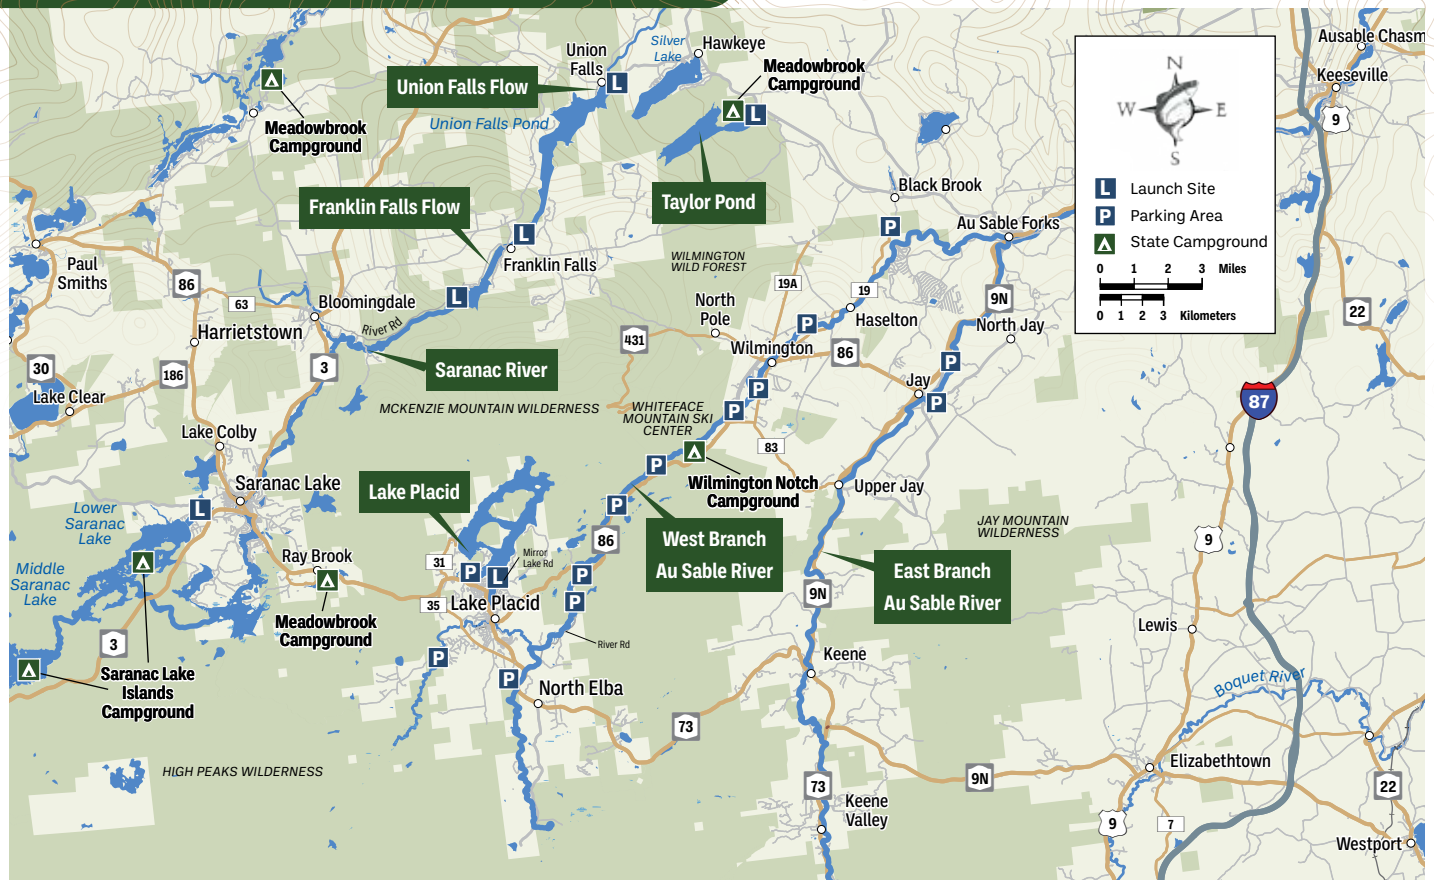 Union
Falls
Silver
Lake
Hawkeye
Meadowbrook
Campground
Union Falls Flow
L
L
Union Falls Pond
Meadowbrook
Campground
Taylor Pond
Franklin Falls Flow
L
Franklin Falls
Black Brook
P
Au Sable Forks
WILMINGTON
WILD FOREST
Ausable Chasm
Keeseville
9
N
W
E
S
L Launch Site
P Parking Area
State Campground
0 1 2 3 Miles
0 1 2 3 Kilometers
Paul
Smiths
86
63
Bloomingdale
L
River Rd
Harrietstown
3
30
186
Lake Clear
Saranac River
431
North
Pole
19A
19
Haselton
P
Wilmington
86
9N
North Jay
P
Jay
P
22
87
MCKENZIE MOUNTAIN WILDERNESS
WHITEFACE
MOUNTAIN SKI
CENTER
P
P
83
Lake Colby
Saranac Lake
L
Lower
Saranac
Lake
Middle
Saranac
Lake
Lake Placid
P
Wilmington Notch
Campground
P
Upper Jay
West Branch
Au Sable River
86
JAY MOUNTAIN
WILDERNESS
East Branch
Au Sable River
9
9N
Ray Brook
Meadowbrook
Campground
31
P
L
Mirror
Lake Rd
35
Lake Placid
P
P
River Rd
3
Saranac Lake
Islands
Campground
P
P
North Elba
Keene
Lewis
Boquet River
73
HIGH PEAKS WILDERNESS
73
Keene
Valley
9N
Elizabethtown
9
7
22
Westport